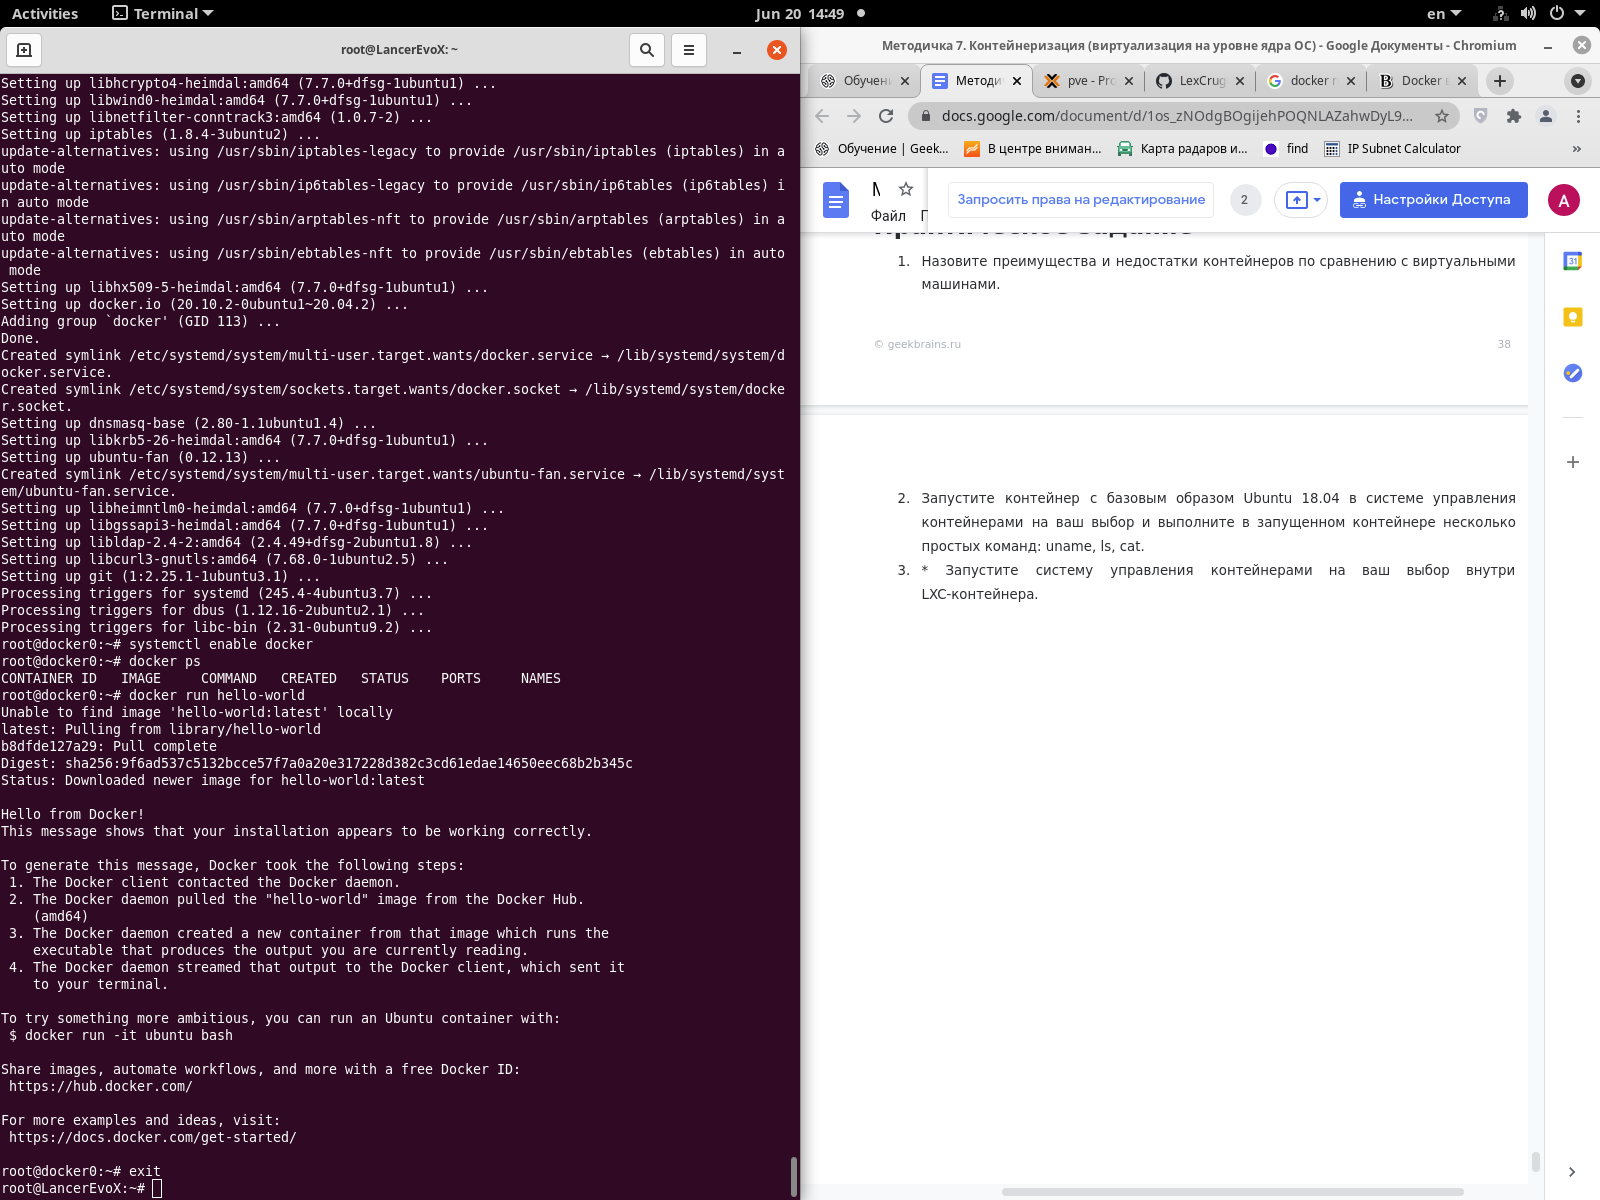 Activities
Terminal
Jun 20 14:49
en
root@LancerEvoX: ~
Setting up libhcrypto4-heimdal:amd64 (7.7.0+dfsg-1ubuntu1) ...
Setting up libwind0-heimdal:amd64 (7.7.0+dfsg-1ubuntu1) ...
Setting up libnetfilter-conntrack3:amd64 (1.0.7-2) ...
Setting up iptables (1.8.4-3ubuntu2) ...
update-alternatives: using /usr/sbin/iptables-legacy to provide /usr/sbin/iptables (iptables) in a
uto mode
update-alternatives: using /usr/sbin/ip6tables-legacy to provide /usr/sbin/ip6tables (ip6tables) i
n auto mode
update-alternatives: using /usr/sbin/arptables-nft to provide /usr/sbin/arptables (arptables) in a
uto mode
update-alternatives: using /usr/sbin/ebtables-nft to provide /usr/sbin/ebtables (ebtables) in auto
 mode
Setting up libhx509-5-heimdal:amd64 (7.7.0+dfsg-1ubuntu1) ...
Setting up docker.io (20.10.2-0ubuntu1~20.04.2) ...
Adding group `docker' (GID 113) ...
Done.
Created symlink /etc/systemd/system/multi-user.target.wants/docker.service → /lib/systemd/system/d
ocker.service.
Created symlink /etc/systemd/system/sockets.target.wants/docker.socket → /lib/systemd/system/docke
r.socket.
Setting up dnsmasq-base (2.80-1.1ubuntu1.4) ...
Setting up libkrb5-26-heimdal:amd64 (7.7.0+dfsg-1ubuntu1) ...
Setting up ubuntu-fan (0.12.13) ...
Created symlink /etc/systemd/system/multi-user.target.wants/ubuntu-fan.service → /lib/systemd/syst
em/ubuntu-fan.service.
Setting up libheimntlm0-heimdal:amd64 (7.7.0+dfsg-1ubuntu1) ...
Setting up libgssapi3-heimdal:amd64 (7.7.0+dfsg-1ubuntu1) ...
Setting up libldap-2.4-2:amd64 (2.4.49+dfsg-2ubuntu1.8) ...
Setting up libcurl3-gnutls:amd64 (7.68.0-1ubuntu2.5) ...
Setting up git (1:2.25.1-1ubuntu3.1) ...
Processing triggers for systemd (245.4-4ubuntu3.7) ...
Processing triggers for dbus (1.12.16-2ubuntu2.1) ...
Processing triggers for libc-bin (2.31-0ubuntu9.2) ...
root@docker0:~# systemctl enable docker
root@docker0:~# docker ps
CONTAINER ID   IMAGE     COMMAND   CREATED   STATUS    PORTS     NAMES
root@docker0:~# docker run hello-world
Unable to find image 'hello-world:latest' locally
latest: Pulling from library/hello-world
b8dfde127a29: Pull complete
Digest: sha256:9f6ad537c5132bcce57f7a0a20e317228d382c3cd61edae14650eec68b2b345c
Status: Downloaded newer image for hello-world:latest
Hello from Docker!
This message shows that your installation appears to be working correctly.
To generate this message, Docker took the following steps:
 1. The Docker client contacted the Docker daemon.
 2. The Docker daemon pulled the "hello-world" image from the Docker Hub.
    (amd64)
 3. The Docker daemon created a new container from that image which runs the
    executable that produces the output you are currently reading.
 4. The Docker daemon streamed that output to the Docker client, which sent it
    to your terminal.
To try something more ambitious, you can run an Ubuntu container with:
 $ docker run -it ubuntu bash
Share images, automate workflows, and more with a free Docker ID:
 https://hub.docker.com/
For more examples and ideas, visit:
 https://docs.docker.com/get-started/
root@docker0:~# exit
root@LancerEvoX:~#
Методичка 7. Контейнеризация (виртуализация на уровне ядра ОС) - Google Документы - Chromium
Обучен
Методи
pve - Pro
LexCrug
docker r
Docker
docs.google.com/document/d/1os_zNOdgBOgijehPOQNLAZahwDyL9...
Обучение | Geek...
В центре вниман...
Карта радаров и...
find
IP Subnet Calculator
»
М
Файл
П
Запросить права на редактирование
2
Настройки Доступа
A
31
1. Назовите преимущества и недостатки контейнеров по сравнению с виртуальными
машинами.
© geekbrains.ru
38
2. Запустите контейнер с базовым образом Ubuntu 18.04 в системе управления
контейнерами на ваш выбор и выполните в запущенном контейнере несколько
простых команд: uname, ls, cat.
3. * Запустите систему управления контейнерами на ваш выбор внутри
LXC-контейнера.